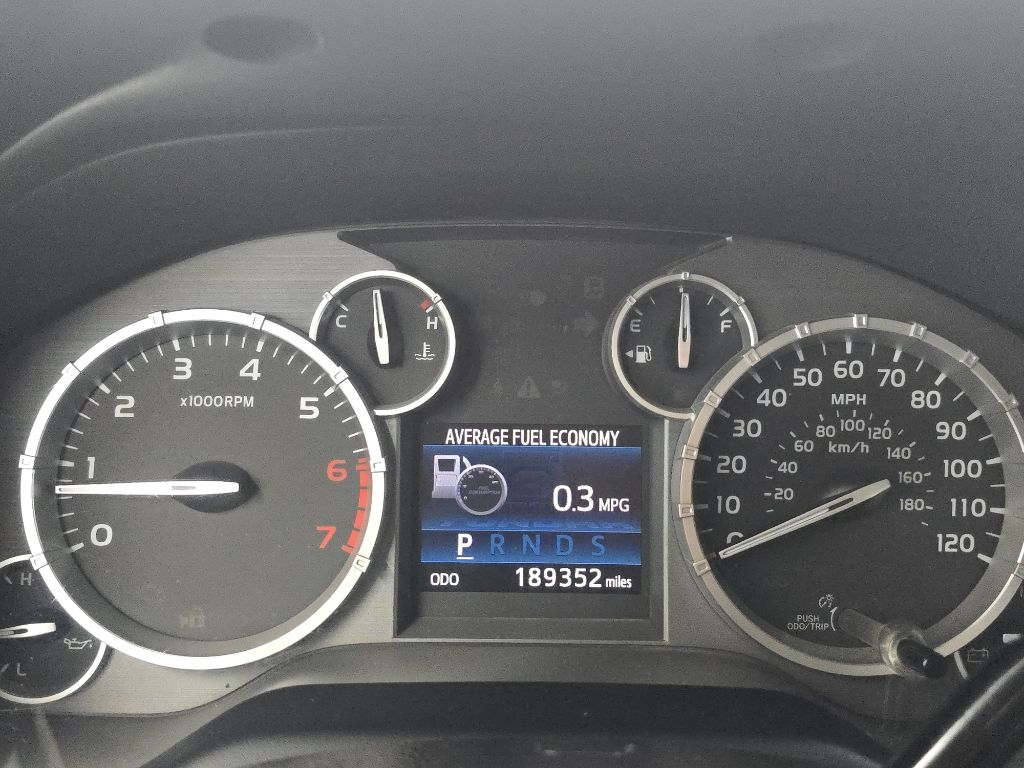 C H
E F
0 1 2 3 4 5 6 7
x1000RPM
AVERAGE FUEL ECONOMY
0.3 MPG
P R N D S
ODO 189352 miles
0 10 20 30 40 50 60 70 80 90 100 110 120
MPH
20 40 60 80 100 120 140 160 180
km/h
PUSH
ODO/TRIP
H
L